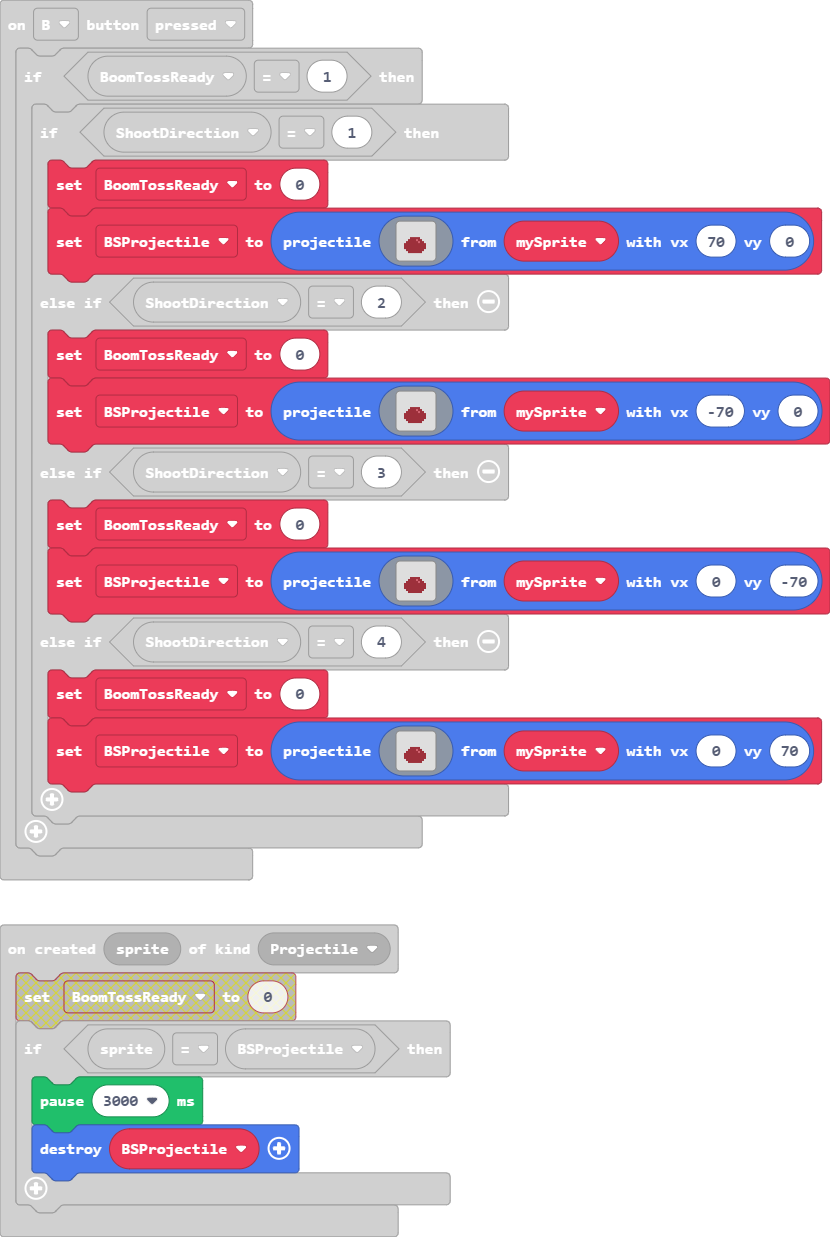 on B button pressed
if BoomTossReady = 1 then
if ShootDirection = 1 then
set BoomTossReady to 0
set BSProjectile to projectile from mySprite with vx 70 vy 0
else if ShootDirection = 2 then
set BoomTossReady to 0
set BSProjectile to projectile from mySprite with vx -70 vy 0
else if ShootDirection = 3 then
set BoomTossReady to 0
set BSProjectile to projectile from mySprite with vx 0 vy -70
else if ShootDirection = 4 then
set BoomTossReady to 0
set BSProjectile to projectile from mySprite with vx 0 vy 70
on created sprite of kind Projectile
set BoomTossReady to 0
if sprite = BSProjectile then
pause 3000 ms
destroy BSProjectile